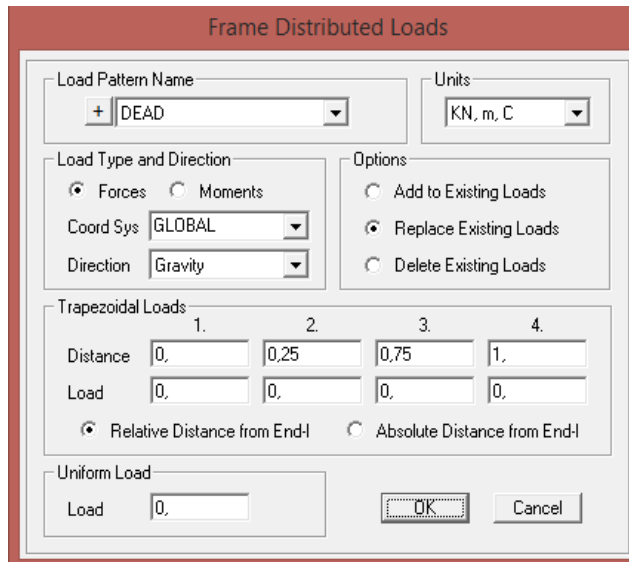 Frame Distributed Loads
Load Pattern Name
+ DEAD
Units
KN, m, C
Load Type and Direction
Forces Moments
Coord Sys GLOBAL
Direction Gravity
Options
Add to Existing Loads
Replace Existing Loads
Delete Existing Loads
Trapezoidal Loads
1. 2. 3. 4.
Distance 0, 0,25 0,75 1,
Load 0, 0, 0, 0,
Relative Distance from End-I Absolute Distance from End-I
Uniform Load
Load 0,
OK Cancel